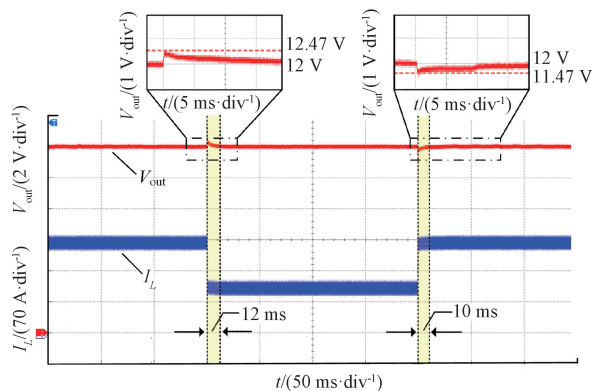 V_out/(1 V·div⁻¹)
12.47 V
12 V
t/(5 ms·div⁻¹)
V_out/(1 V·div⁻¹)
12 V
11.47 V
t/(5 ms·div⁻¹)
V_out/(2 V·div⁻¹)
V_out
I_L/(70 A·div⁻¹)
I_L
12 ms
10 ms
t/(50 ms·div⁻¹)